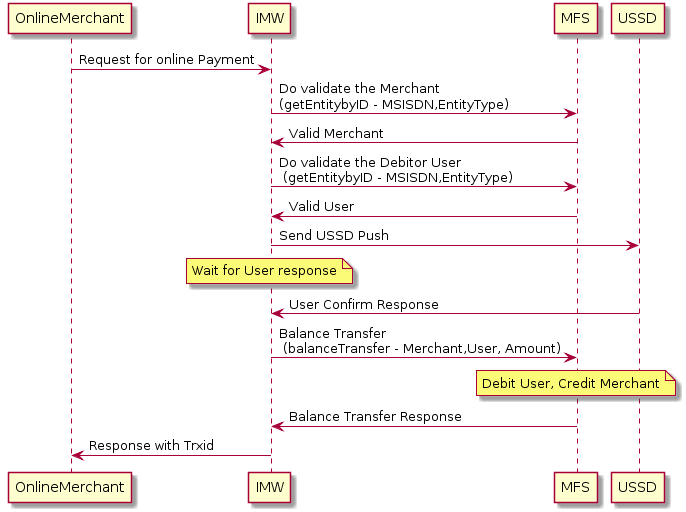 OnlineMerchant IMW MFS USSD
Request for online Payment
Do validate the Merchant
(getEntitybyID - MSISDN,EntityType)
Valid Merchant
Do validate the Debitor User
(getEntitybyID - MSISDN,EntityType)
Valid User
Send USSD Push
Wait for User response
User Confirm Response
Balance Transfer
(balanceTransfer - Merchant,User, Amount)
Debit User, Credit Merchant
Balance Transfer Response
Response with Trxid
OnlineMerchant IMW MFS USSD